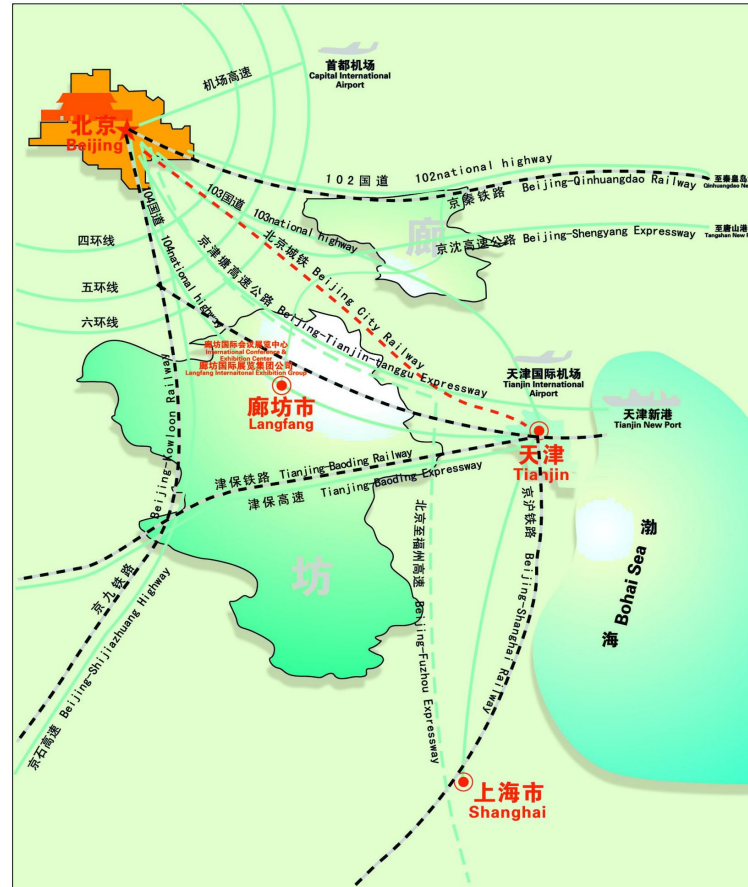 首都机场
Capital International
Airport
机场高速
北京
Beijing
102国道 102national highway
京秦铁路 Beijing-Qinhuangdao Railway
至秦皇岛
103国道 103national highway
104国道 104national highway
廊
京沈高速公路 Beijing-Shengyang Expressway
至唐山港
四环线
五环线
六环线
北京城铁 Beijing City Railway
京津塘高速公路 Beijing-Tianjin-Tanggu Expressway
廊坊国际会议展览中心
International Conference &
Exhibition Center
廊坊国际展览集团公司
Langfang International Exhibition Group
廊坊市
Langfang
天津国际机场
Tianjin International
Airport
天津新港
Tianjin New Port
天津
Tianjin
津保铁路 Tianjing-Baoding Railway
津保高速 Tianjing-Baoding Expressway
京九铁路 Beijing-Kowloon Railway
京石高速 Beijing-Shijiazhuang Highway
坊
北京至福州高速 Beijing-Fuzhou Expressway
京沪铁路 Beijing-Shanghai Railway
渤海
Bohai Sea
上海市
Shanghai